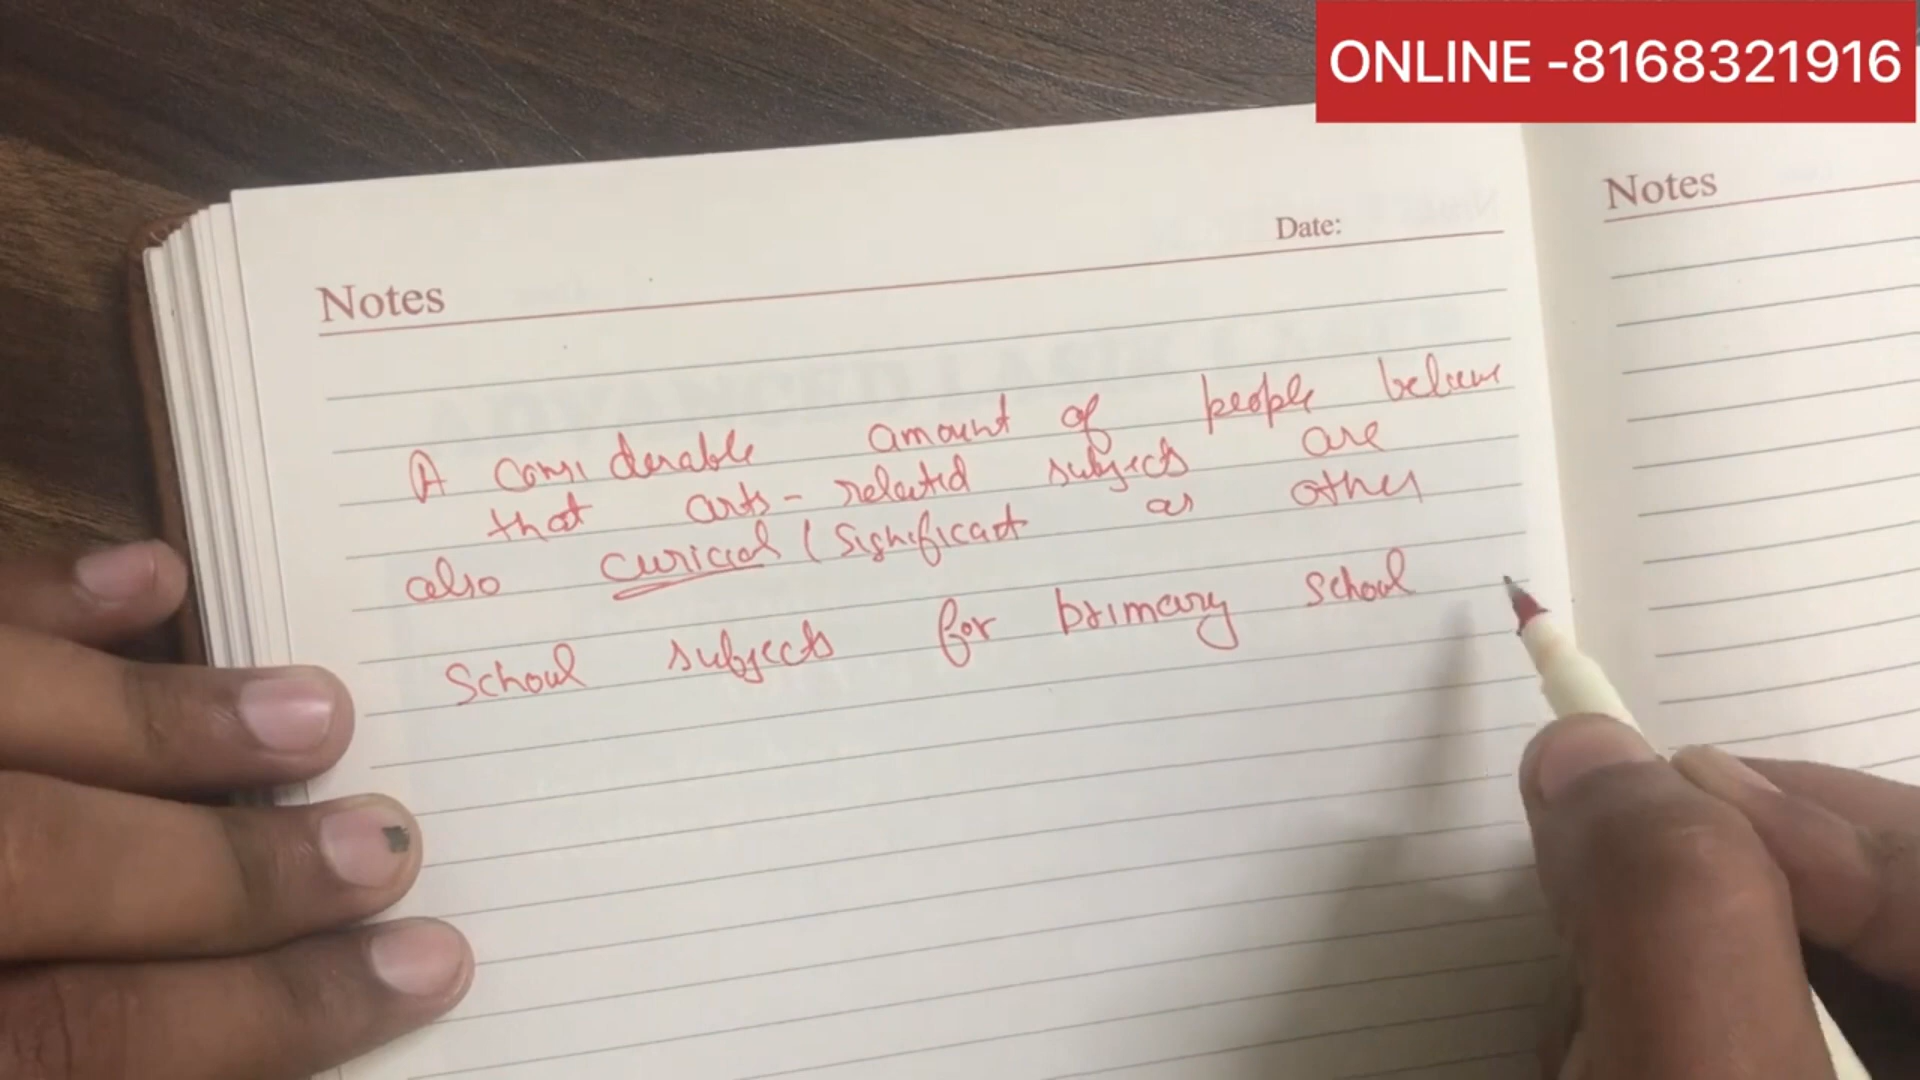 ONLINE -8168321916
Notes
Date:
A considerable amount of people believe
that arts-related subjects are
also curicial (significant as other
school subjects for primary school
Notes